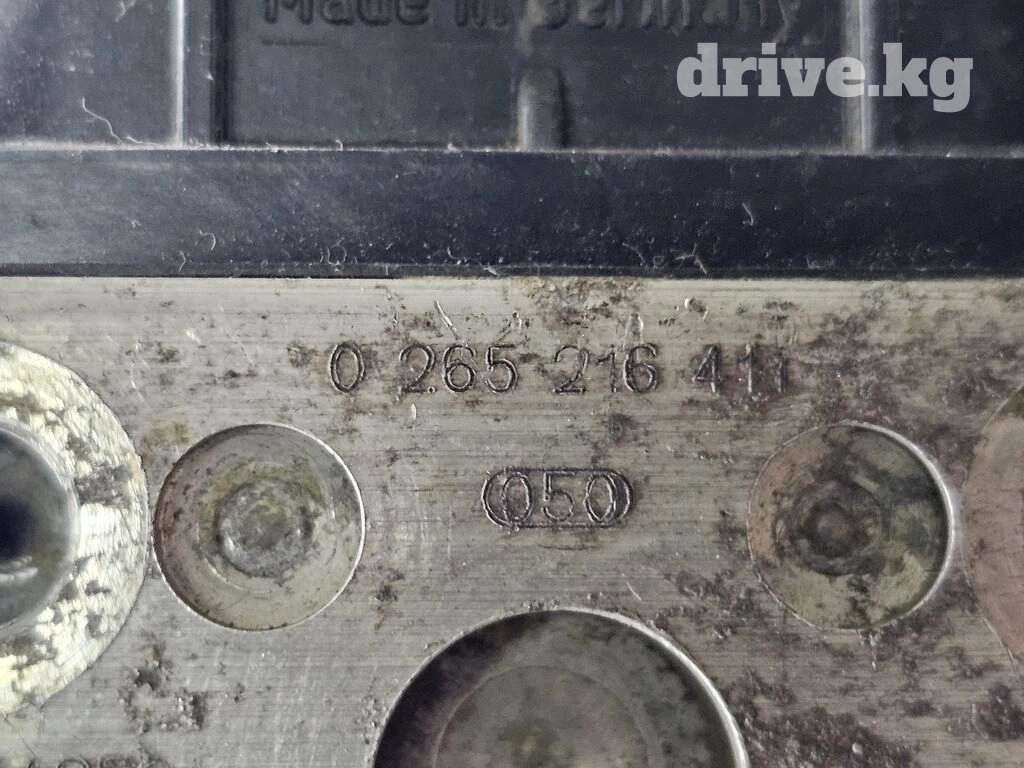 Made in Germany
drive.kg
0 265 216 411
050